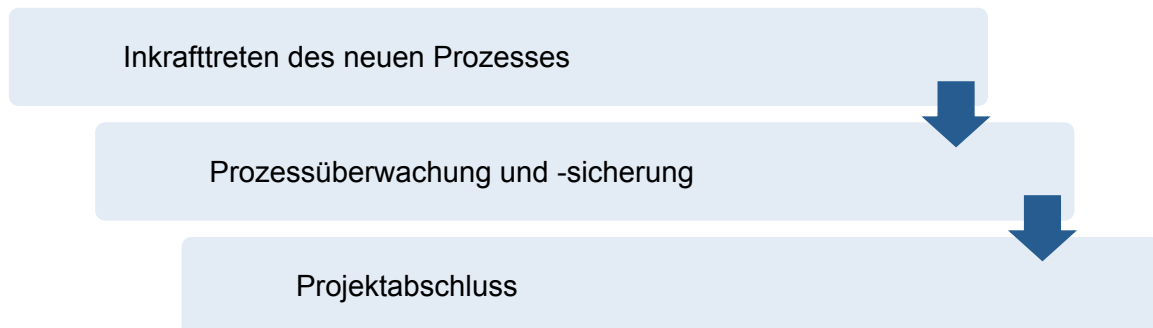 Inkrafttreten des neuen Prozesses
Prozessüberwachung und -sicherung
Projektabschluss